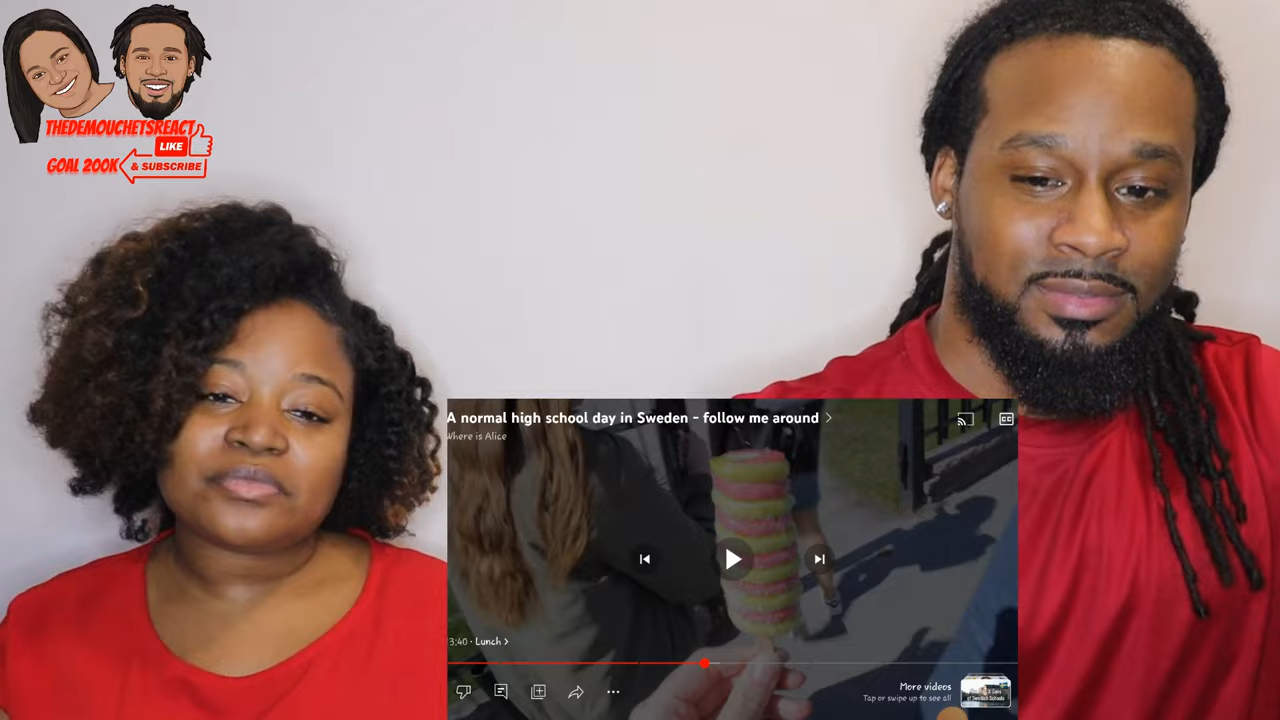 THEDEMOUCHETSREACT
LIKE
GOAL 200K
& SUBSCRIBE
A normal high school day in Sweden - follow me around
Where is Alice
CC
3:40 · Lunch
More videos
Tap or swipe up to see all